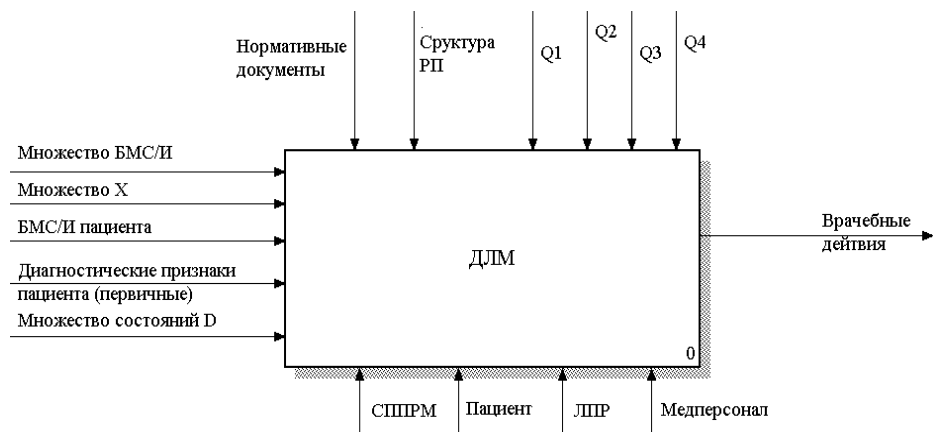 Нормативные
документы
Сруктура
РП
Q1
Q2
Q3
Q4
Множество БМС/И
Множество X
БМС/И пациента
Диагностические признаки
пациента (первичные)
Множество состояний D
ДЛМ
0
Врачебные
дейтвия
СППРМ
Пациент
ЛПР
Медперсонал